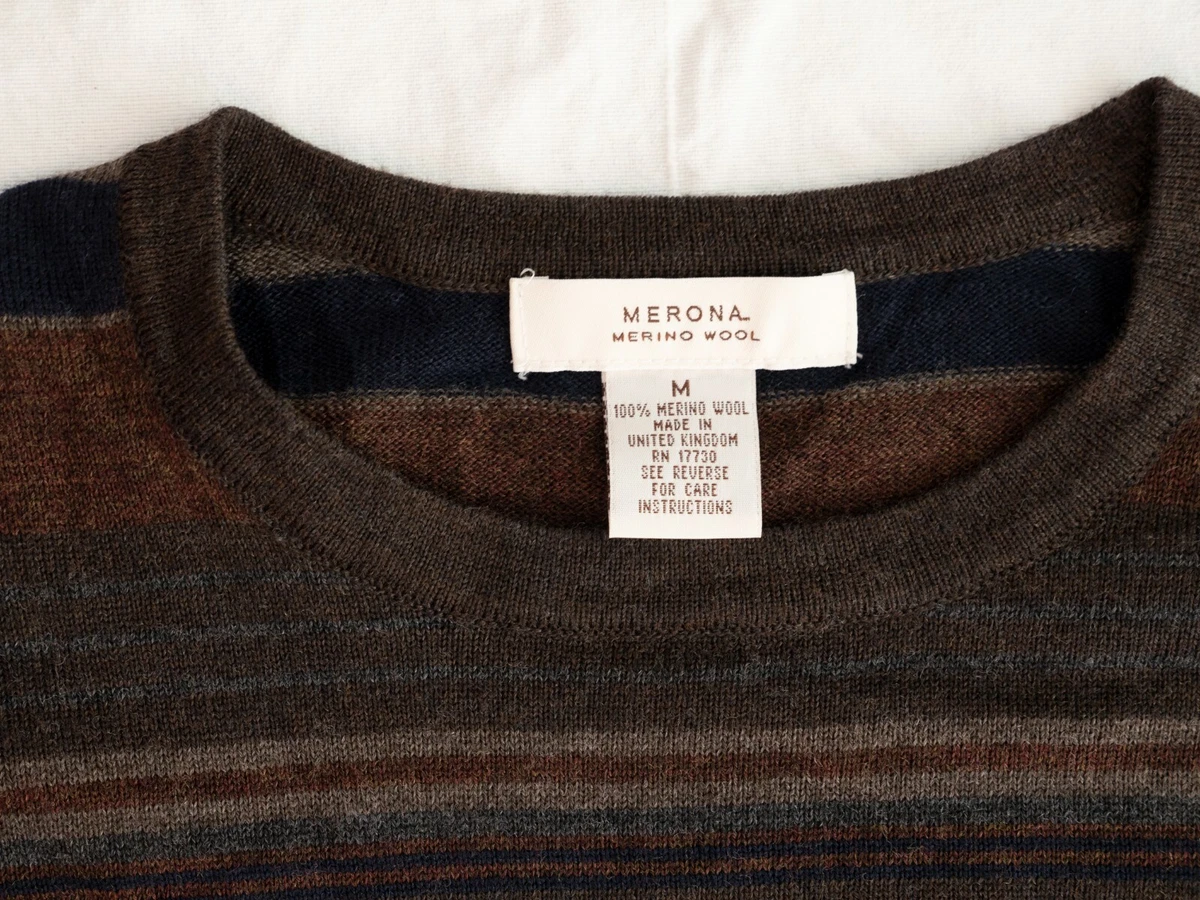 MERONA
MERINO WOOL
M
100% MERINO WOOL
MADE IN
UNITED KINGDOM
RN 17730
SEE REVERSE
FOR CARE
INSTRUCTIONS